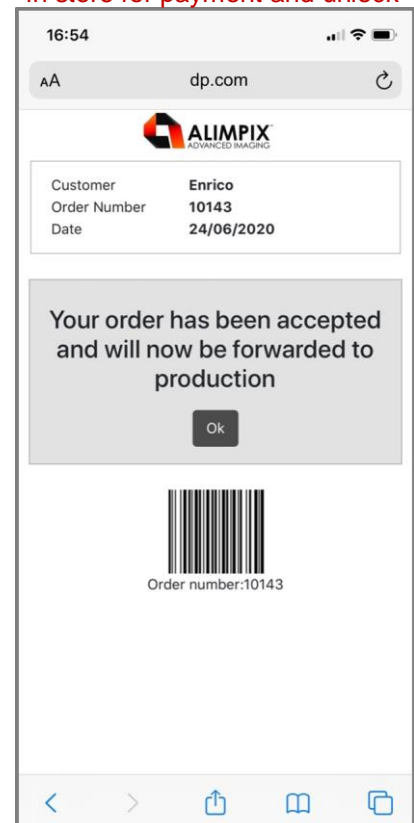 in store for payment and unlock
16:54
AA
dp.com
ALIMPIX
ADVANCED IMAGING
Customer Enrico
Order Number 10143
Date 24/06/2020
Your order has been accepted
and will now be forwarded to
production
Ok
Order number:10143